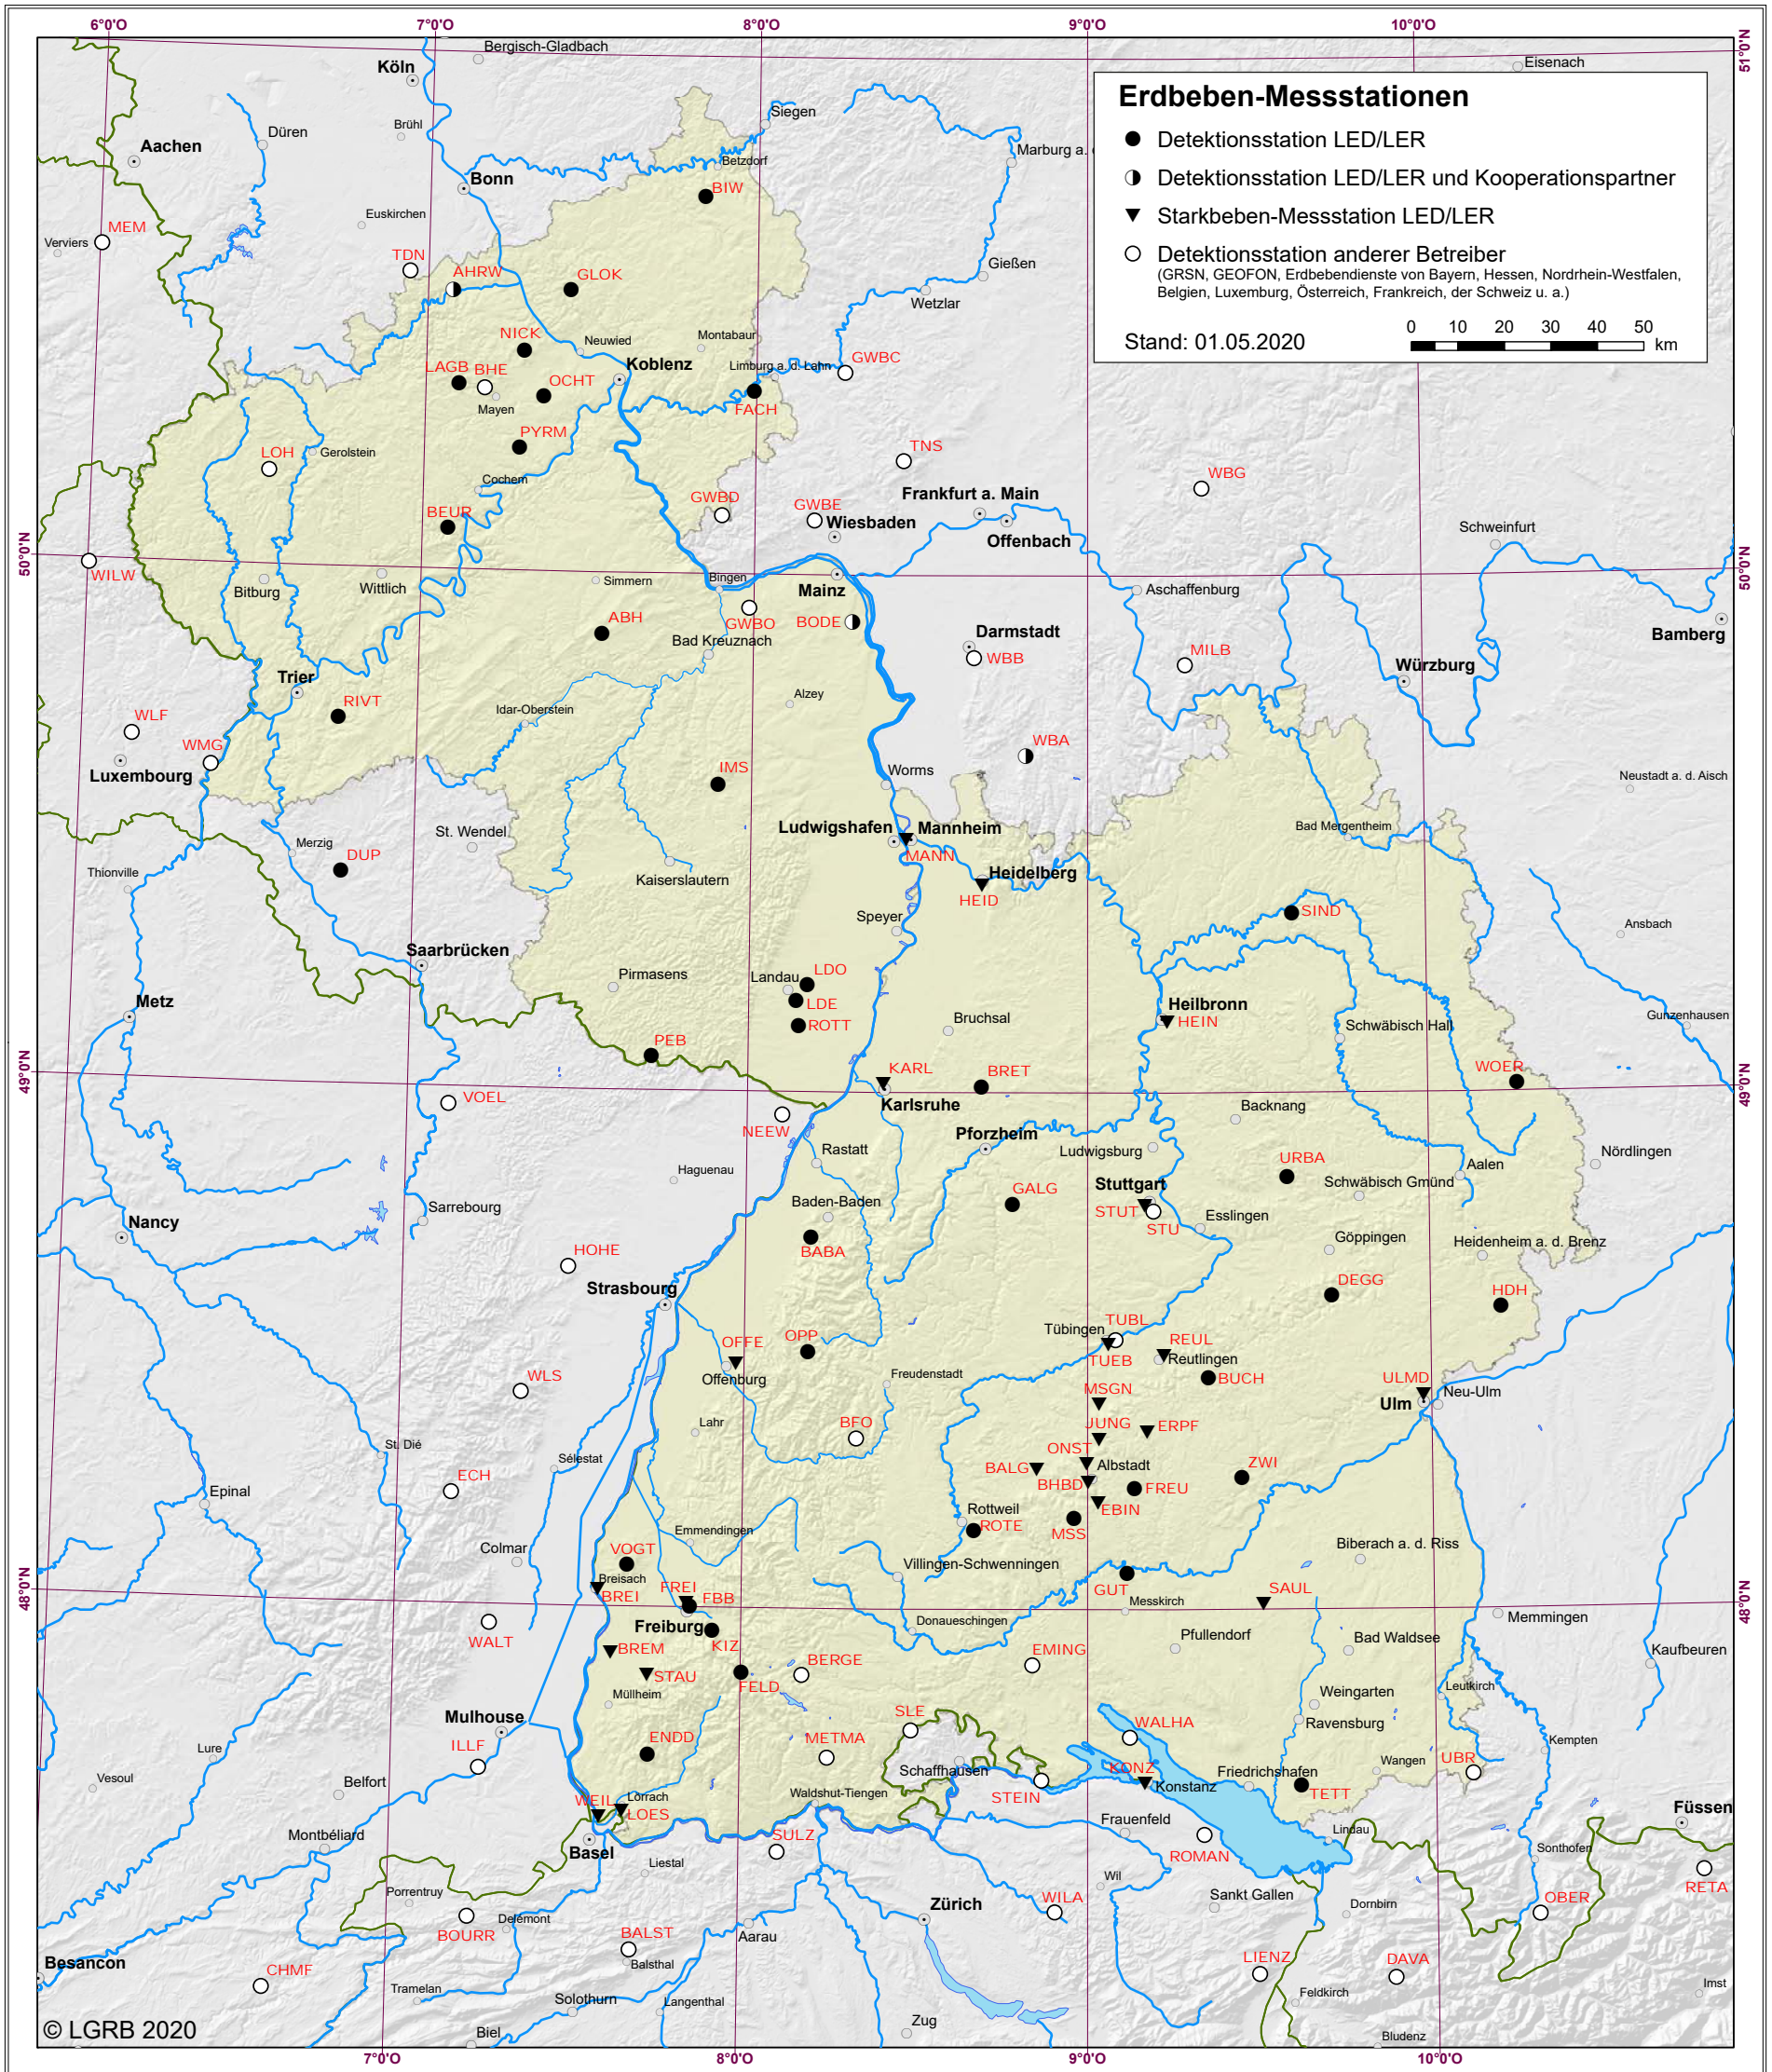 6°0'O 7°0'O 8°0'O 9°0'O 10°0'O
51°0'N 51°0'N
Erdbeben-Messstationen
Detektionsstation LED/LER
Detektionsstation LED/LER und Kooperationspartner
Starkbeben-Messstation LED/LER
Detektionsstation anderer Betreiber
(GRSN, GEOFON, Erdbebendienste von Bayern, Hessen, Nordrhein-Westfalen,
Belgien, Luxemburg, Österreich, Frankreich, der Schweiz u. a.)
Stand: 01.05.2020
0 10 20 30 40 50 km
Bergisch-Gladbach
Köln
Eisenach
Siegen
Brühl
Düren
Aachen
Marburg a.
Betzdorf
Bonn
BIW
Euskirchen
MEM
Verviers
TDN
AHRW
GLOK
Gießen
Wetzlar
NICK
Neuwied
Montabaur
Koblenz
LAGB BHE
OCHT
Limburg a. d. Lahn
GWBC
Mayen
FACH
PYRM
LOH
Gerolstein
TNS
WBG
Cochem
GWBD
GWBE
Frankfurt a. Main
BEUR
Wiesbaden
Offenbach
Schweinfurt
50°0'N
50°0'N
WILW
Bitburg
Wittlich
Simmern
Bingen
Mainz
Aschaffenburg
ABH
GWBO
BODE
Bad Kreuznach
Darmstadt
WBB
MILB
Bamberg
Würzburg
Trier
RIVT
Idar-Oberstein
Alzey
WLF
WMG
Luxembourg
WBA
IMS
Worms
Neustadt a. d. Aisch
Ludwigshafen
Mannheim
MANN
St. Wendel
Merzig
DUP
Bad Mergentheim
Thionville
Kaiserslautern
Heidelberg
HEID
Speyer
SIND
Ansbach
Saarbrücken
Pirmasens
Landau
LDO
LDE
ROTT
Metz
Heilbronn
HEIN
Bruchsal
Schwäbisch Hall
Gunzenhausen
PEB
KARL
BRET
WOER
49°0'N
49°0'N
VOEL
NEEW
Karlsruhe
Backnang
Pforzheim
Rastatt
Ludwigsburg
Nördlingen
Haguenau
URBA
Aalen
Schwäbisch Gmünd
Stuttgart
GALG
STUT
STU
Esslingen
Baden-Baden
BABA
Sarrebourg
Nancy
Göppingen
Heidenheim a. d. Brenz
HOHE
Strasbourg
DEGG
HDH
OFFE
OPP
Tübingen
TUBL
TUEB
REUL
Reutlingen
Offenburg
Freudenstadt
BUCH
WLS
MSGN
ULMD
Ulm
Neu-Ulm
Lahr
BFO
JUNG
ERPF
St. Dié
Sélestat
ONST
Albstadt
BALG
BHBD
FREU
ZWI
ECH
Epinal
EBIN
Rottweil
ROTE
MSS
Emmendingen
Colmar
VOGT
Villingen-Schwenningen
Biberach a. d. Riss
Breisach
BREI
FREI
FBB
GUT
Messkirch
SAUL
48°0'N
48°0'N
Memmingen
WALT
Freiburg
KIZ
Donaueschingen
EMING
Pfullendorf
Bad Waldsee
Kaufbeuren
BREM
STAU
BERGE
FELD
Müllheim
Leutkirch
Weingarten
Mulhouse
SLE
WALHA
Ravensburg
ILLF
ENDD
METMA
Schaffhausen
KONZ
Konstanz
Friedrichshafen
Wangen
UBR
Kempten
Lure
Vesoul
Belfort
TETT
STEIN
Lörrach
WEIL
LOES
Waldshut-Tiengen
Füssen
Frauenfeld
Lindau
Montbéliard
Basel
SULZ
ROMAN
Sonthofen
Liestal
RETA
Wil
Porrentruy
Zürich
WILA
Sankt Gallen
Dornbirn
OBER
BOURR
Delémont
Aarau
BALST
Balsthal
Besancon
CHMF
LIENZ
DAVA
Imst
Tramelan
Solothurn
Langenthal
Feldkirch
© LGRB 2020
Biel
Zug
Bludenz
7°0'O 8°0'O 9°0'O 10°0'O